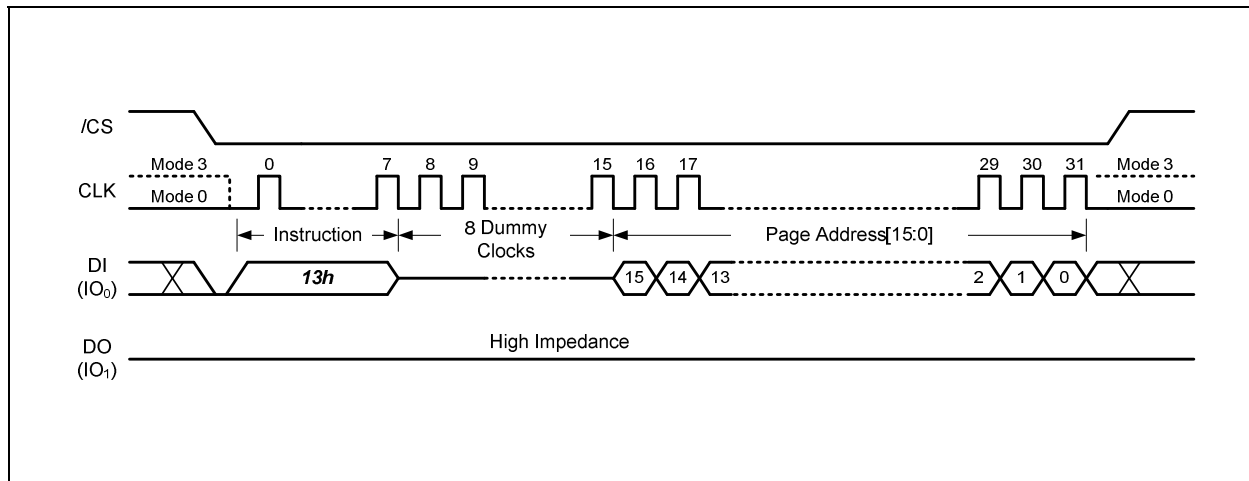 /CS
Mode 3 0 7 8 9 15 16 17 29 30 31 Mode 3
CLK
Mode 0 Mode 0
Instruction 8 Dummy Clocks Page Address[15:0]
DI
(IO₀)
13h 15 14 13 2 1 0
High Impedance
DO
(IO₁)